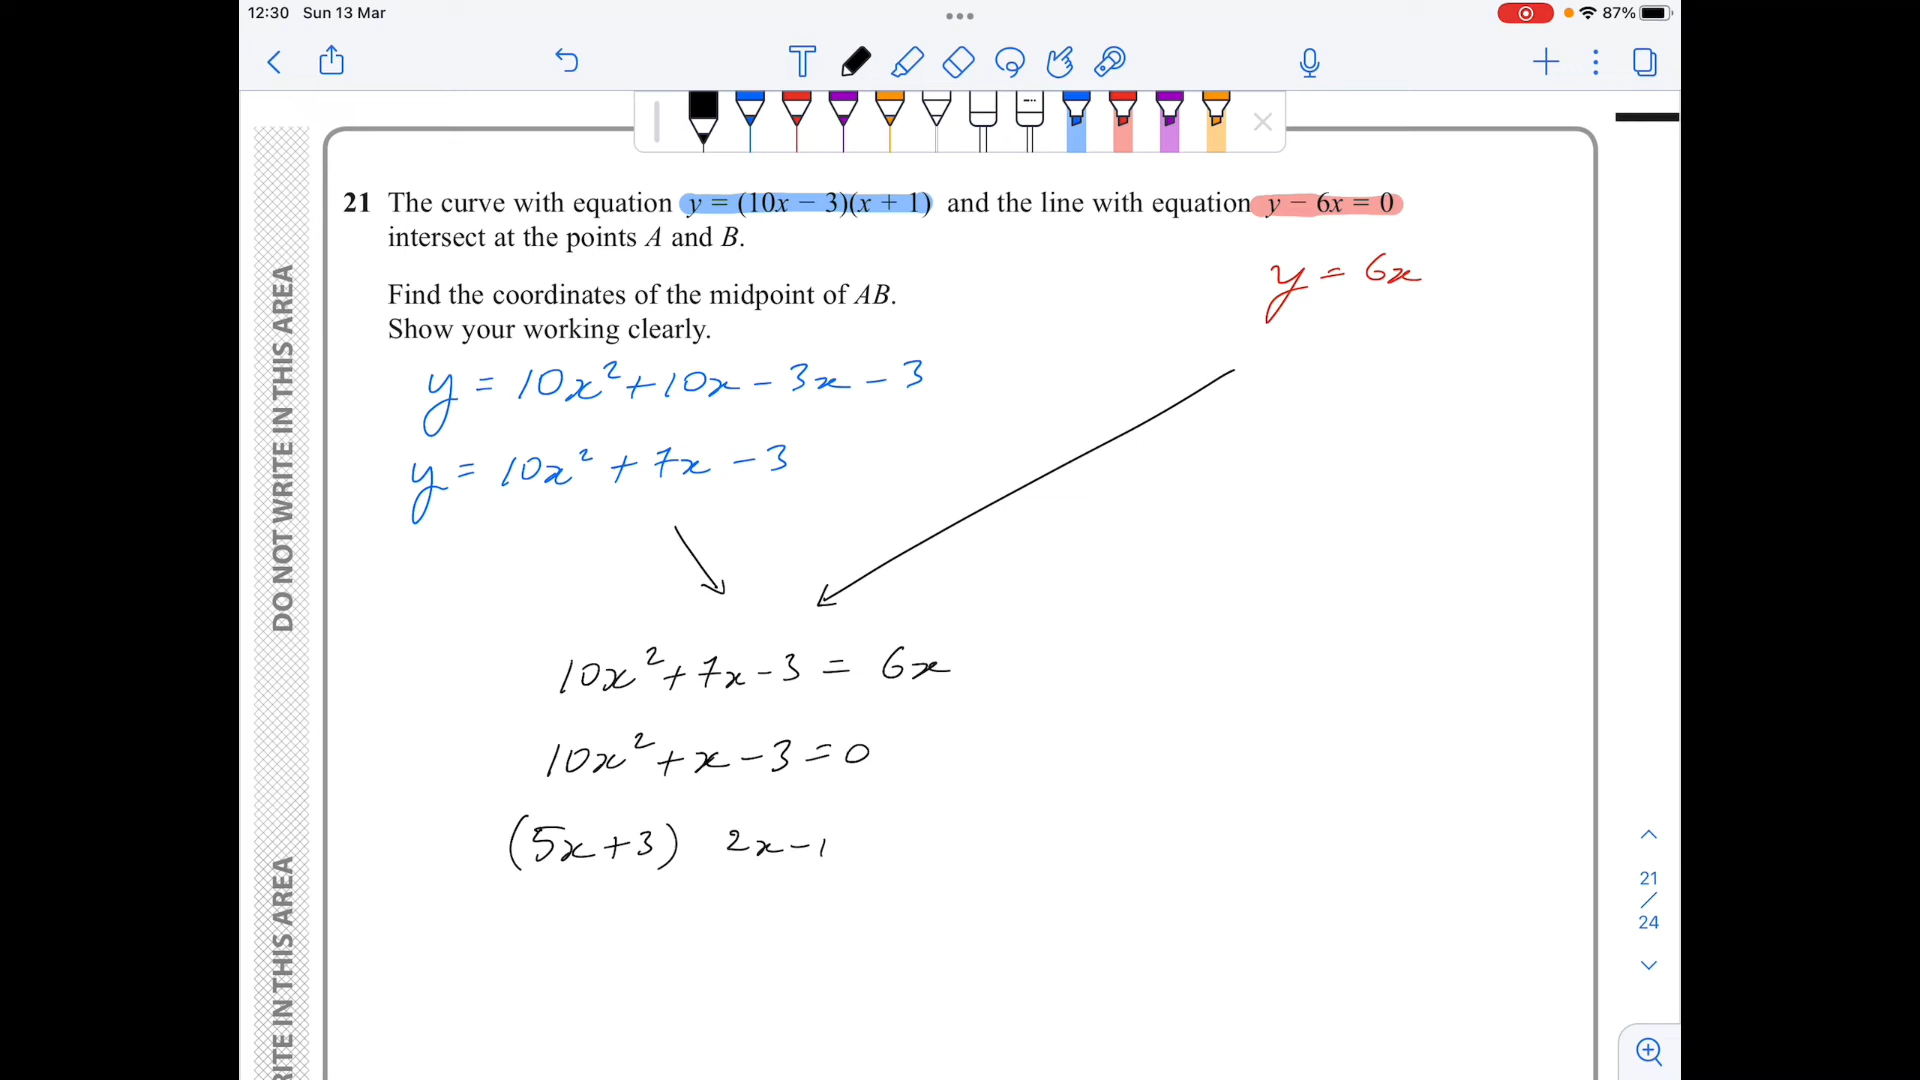 12:30 Sun 13 Mar
87%
T
21 The curve with equation y = (10x − 3)(x + 1) and the line with equation y − 6x = 0
intersect at the points A and B.
y = 6x
Find the coordinates of the midpoint of AB.
Show your working clearly.
y = 10x² + 10x − 3x − 3
y = 10x² + 7x − 3
10x² + 7x − 3 = 6x
10x² + x − 3 = 0
(5x + 3) 2x − 1
DO NOT WRITE IN THIS AREA
RITE IN THIS AREA
21
/
24